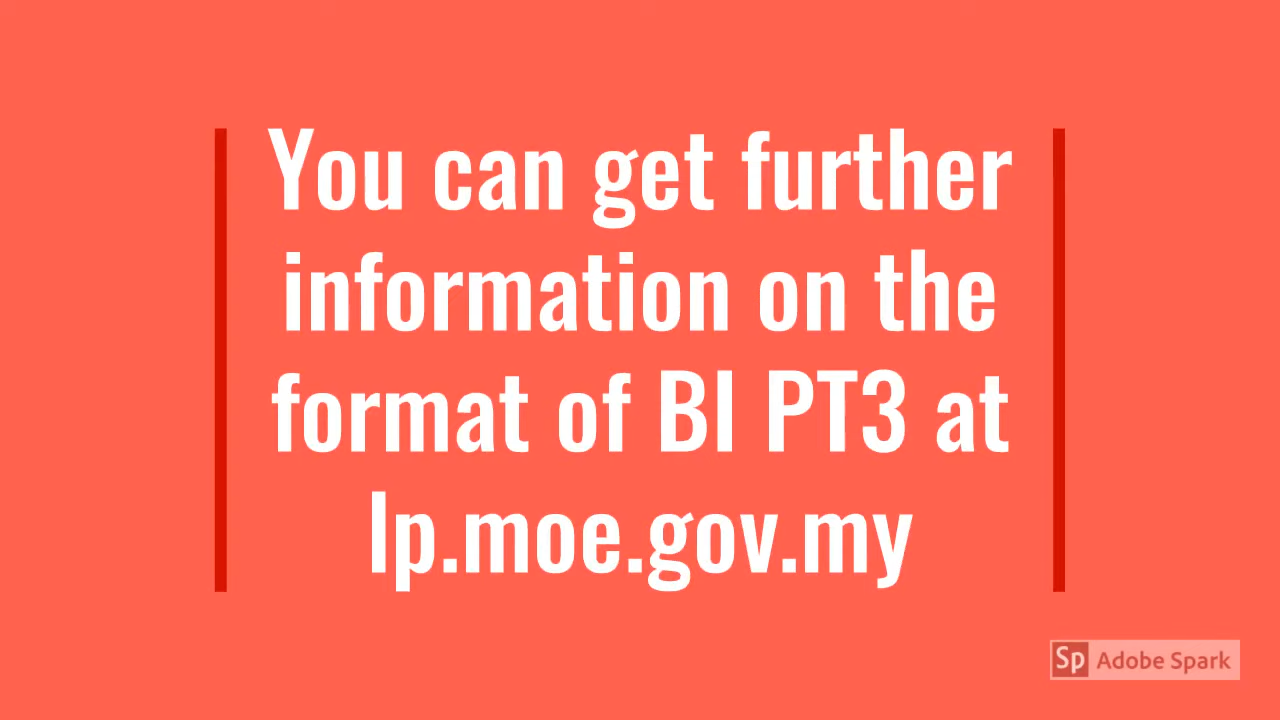 You can get further
information on the
format of BI PT3 at
lp.moe.gov.my
Sp Adobe Spark